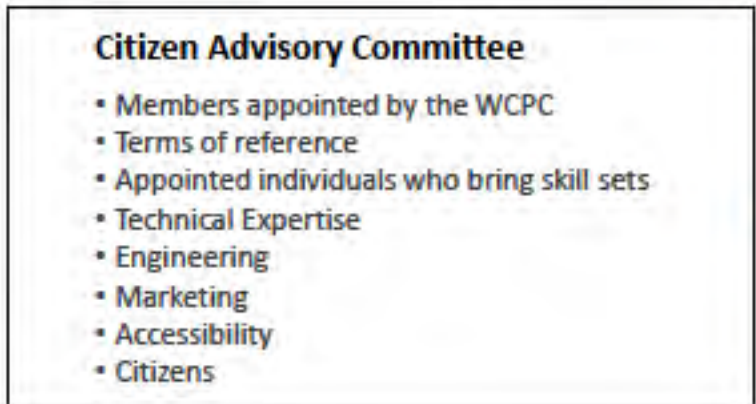 Citizen Advisory Committee
• Members appointed by the WCPC
• Terms of reference
• Appointed individuals who bring skill sets
• Technical Expertise
• Engineering
• Marketing
• Accessibility
• Citizens